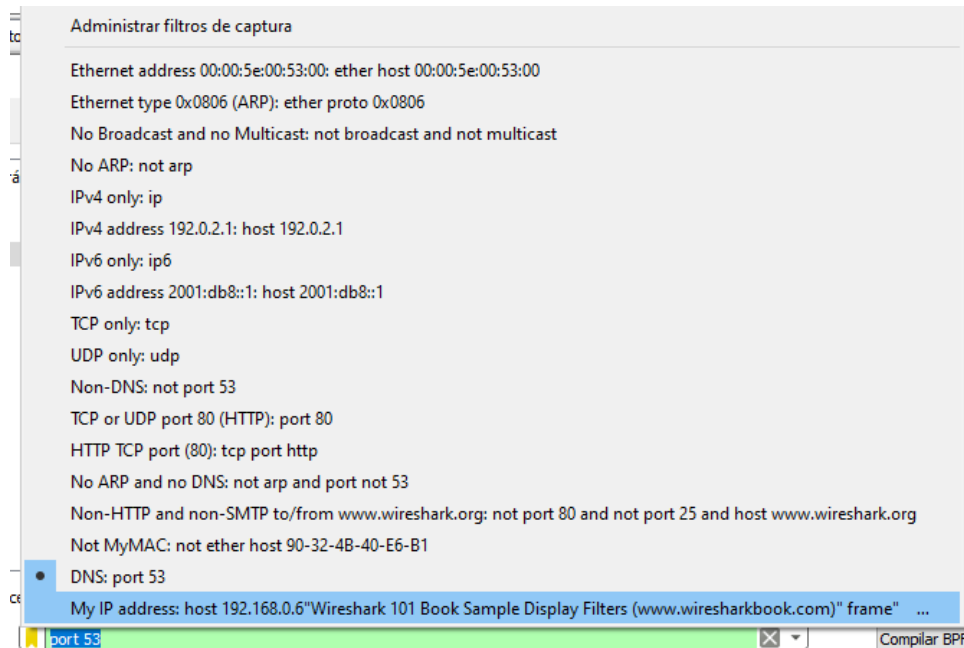 Administrar filtros de captura
Ethernet address 00:00:5e:00:53:00: ether host 00:00:5e:00:53:00
Ethernet type 0x0806 (ARP): ether proto 0x0806
No Broadcast and no Multicast: not broadcast and not multicast
No ARP: not arp
IPv4 only: ip
IPv4 address 192.0.2.1: host 192.0.2.1
IPv6 only: ip6
IPv6 address 2001:db8::1: host 2001:db8::1
TCP only: tcp
UDP only: udp
Non-DNS: not port 53
TCP or UDP port 80 (HTTP): port 80
HTTP TCP port (80): tcp port http
No ARP and no DNS: not arp and port not 53
Non-HTTP and non-SMTP to/from www.wireshark.org: not port 80 and not port 25 and host www.wireshark.org
Not MyMAC: not ether host 90-32-4B-40-E6-B1
DNS: port 53
My IP address: host 192.168.0.6"Wireshark 101 Book Sample Display Filters (www.wiresharkbook.com)" frame" ...
port 53
Compilar BPF